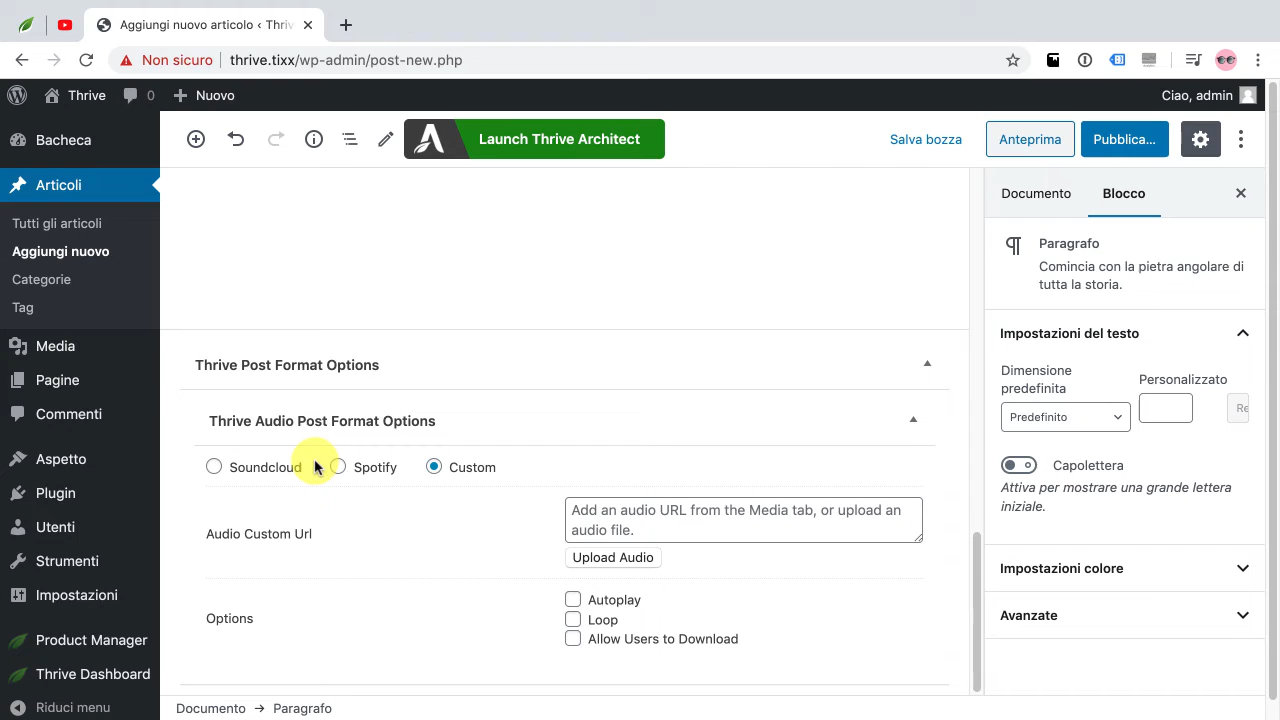 Aggiungi nuovo articolo ‹ Thriv
Non sicuro
thrive.tixx/wp-admin/post-new.php
Thrive
0
Nuovo
Ciao, admin
Bacheca
Articoli
Tutti gli articoli
Aggiungi nuovo
Categorie
Tag
Media
Pagine
Commenti
Aspetto
Plugin
Utenti
Strumenti
Impostazioni
Product Manager
Thrive Dashboard
Riduci menu
Launch Thrive Architect
Salva bozza
Anteprima
Pubblica...
Thrive Post Format Options
Thrive Audio Post Format Options
Soundcloud
Spotify
Custom
Audio Custom Url
Add an audio URL from the Media tab, or upload an
audio file.
Upload Audio
Options
Autoplay
Loop
Allow Users to Download
Documento → Paragrafo
Documento
Blocco
Paragrafo
Comincia con la pietra angolare di
tutta la storia.
Impostazioni del testo
Dimensione
predefinita
Personalizzato
Predefinito
Re
Capolettera
Attiva per mostrare una grande lettera
iniziale.
Impostazioni colore
Avanzate